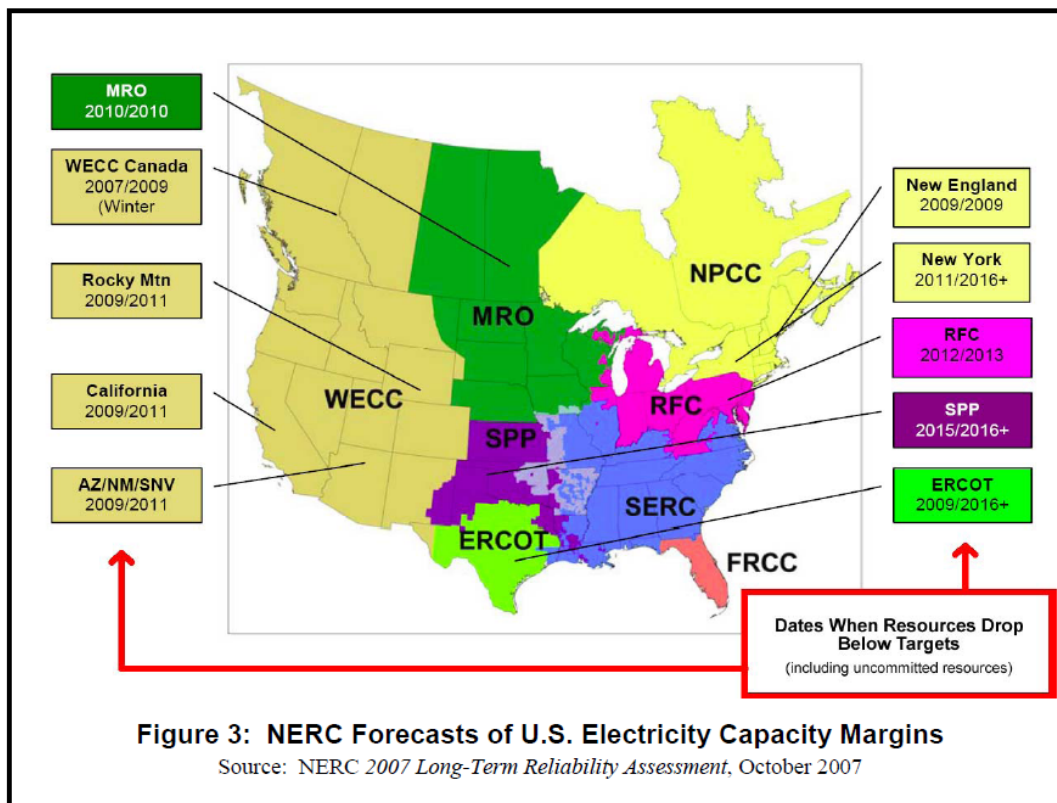 MRO
2010/2010
WECC Canada
2007/2009
(Winter
Rocky Mtn
2009/2011
California
2009/2011
AZ/NM/SNV
2009/2011
NPCC
MRO
WECC
RFC
SPP
SERC
ERCOT
FRCC
New England
2009/2009
New York
2011/2016+
RFC
2012/2013
SPP
2015/2016+
ERCOT
2009/2016+
Dates When Resources Drop
Below Targets
(including uncommitted resources)
Figure 3: NERC Forecasts of U.S. Electricity Capacity Margins
Source: NERC 2007 Long-Term Reliability Assessment, October 2007